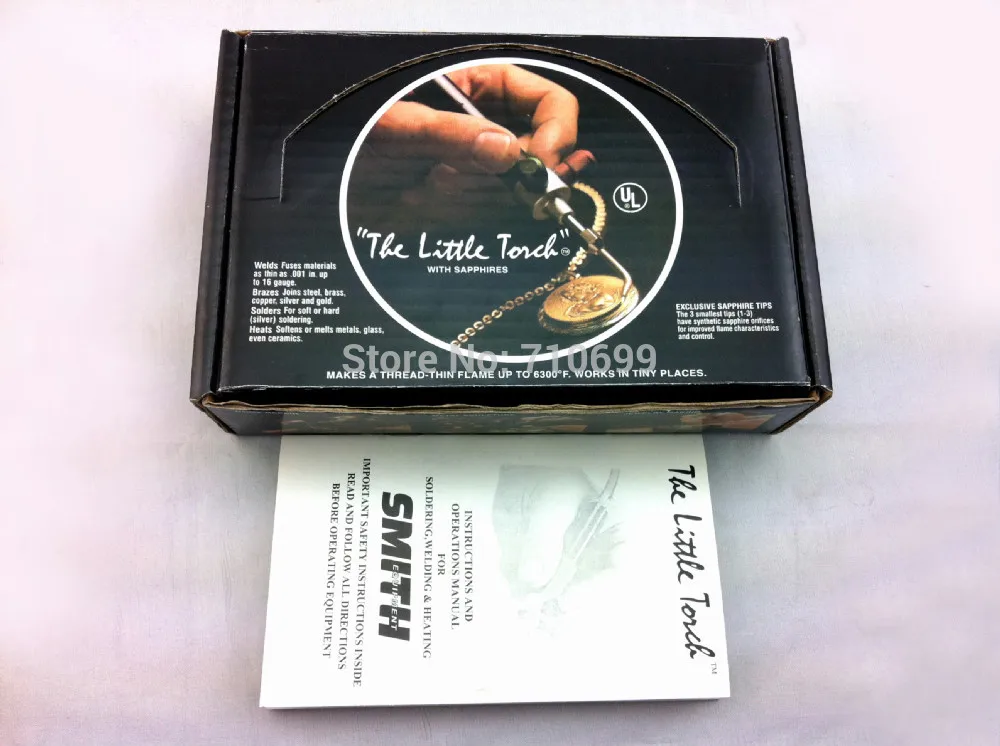 UL
®
"The Little Torch"
TM
WITH SAPPHIRES
Welds Fuses materials
as thin as .001 in. up
to 16 gauge.
Brazes Joins steel, brass,
copper, silver and gold.
Solders For soft or hard
(silver) soldering.
Heats Softens or melts metals, glass,
even ceramics.
EXCLUSIVE SAPPHIRE TIPS
The 3 smallest tips (1-3)
have synthetic sapphire orifices
for improved flame characteristics
and control.
Store No: 710699
MAKES A THREAD-THIN FLAME UP TO 6300°F. WORKS IN TINY PLACES.
The Little Torch™
INSTRUCTIONS AND
OPERATIONS MANUAL
FOR
SOLDERING,WELDING & HEATING
SMITH
EQUIPMENT
IMPORTANT SAFETY INSTRUCTIONS INSIDE
READ AND FOLLOW ALL DIRECTIONS
BEFORE OPERATING EQUIPMENT